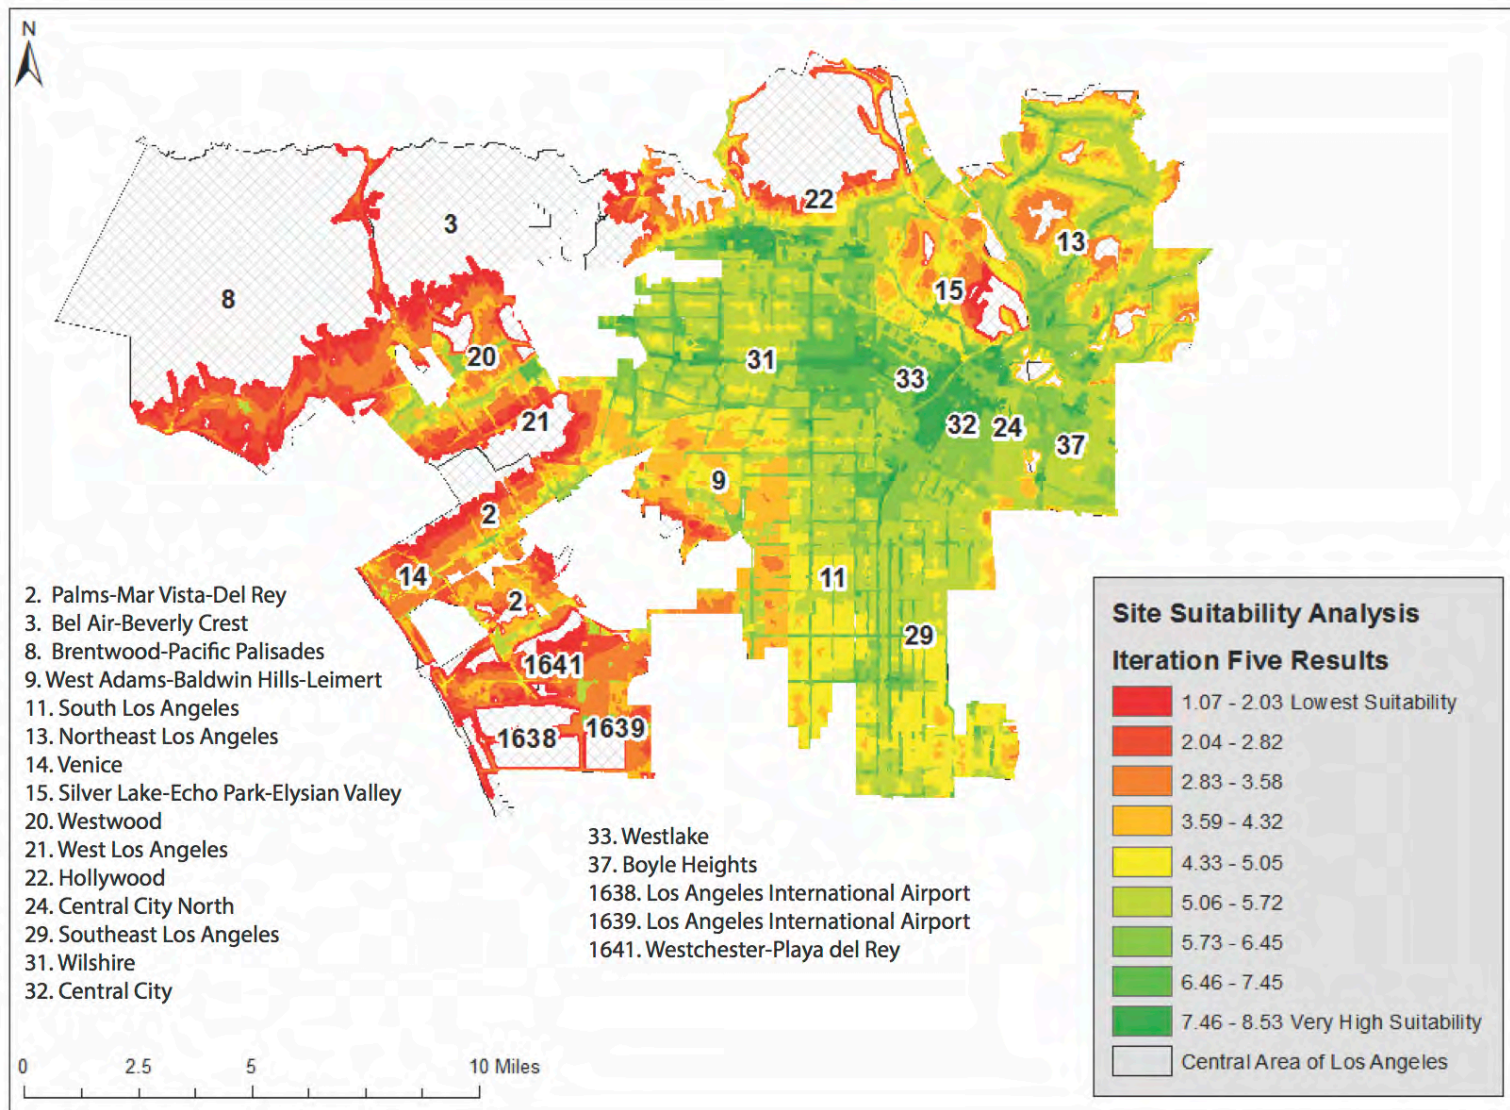 N
22
3
13
8
15
20
31
33
21
32
24
37
9
2
14
11
2
29
1641
1638
1639
2. Palms-Mar Vista-Del Rey
3. Bel Air-Beverly Crest
8. Brentwood-Pacific Palisades
9. West Adams-Baldwin Hills-Leimert
11. South Los Angeles
13. Northeast Los Angeles
14. Venice
15. Silver Lake-Echo Park-Elysian Valley
20. Westwood
21. West Los Angeles
22. Hollywood
24. Central City North
29. Southeast Los Angeles
31. Wilshire
32. Central City
33. Westlake
37. Boyle Heights
1638. Los Angeles International Airport
1639. Los Angeles International Airport
1641. Westchester-Playa del Rey
Site Suitability Analysis
Iteration Five Results
1.07 - 2.03 Lowest Suitability
2.04 - 2.82
2.83 - 3.58
3.59 - 4.32
4.33 - 5.05
5.06 - 5.72
5.73 - 6.45
6.46 - 7.45
7.46 - 8.53 Very High Suitability
Central Area of Los Angeles
0 2.5 5 10 Miles